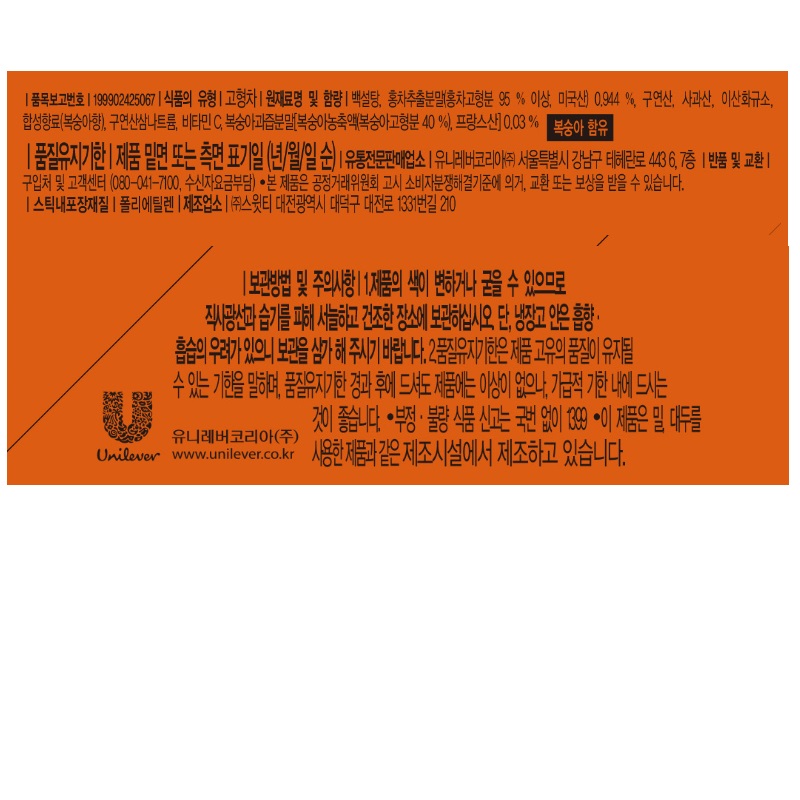 | 품목보고번호 | 199902425067 | 식품의 유형 | 고형차 | 원재료명 및 함량 | 백설탕, 홍차추출분말(홍차고형분 95 % 이상, 미국산) 0.944 %, 구연산, 사과산, 이산화규소,
합성향료(복숭아향), 구연산삼나트륨, 비타민 C, 복숭아과즙분말[복숭아농축액(복숭아고형분 40 %), 프랑스산] 0.03 % 복숭아 함유
| 품질유지기한 | 제품 밑면 또는 측면 표기일 (년/월/일 순) | 유통전문판매업소 | 유니레버코리아㈜ 서울특별시 강남구 테헤란로 443 6, 7층 | 반품 및 교환 |
구입처 및 고객센터 (080-041-7100, 수신자요금부담) •본 제품은 공정거래위원회 고시 소비자분쟁해결기준에 의거, 교환 또는 보상을 받을 수 있습니다.
| 스틱내포장재질 | 폴리에틸렌 | 제조업소 | ㈜스윗티 대전광역시 대덕구 대전로 1331번길 210
| 보관방법 및 주의사항 | 1.제품의 색이 변하거나 굳을 수 있으므로
직사광선과 습기를 피해 서늘하고 건조한 장소에 보관하십시오. 단, 냉장고 안은 흡향·
흡습의 우려가 있으니 보관을 삼가 해 주시기 바랍니다. 2.품질유지기한은 제품 고유의 품질이 유지될
수 있는 기한을 말하며, 품질유지기한 경과 후에 드셔도 제품에는 이상이 없으나, 가급적 기한 내에 드시는
것이 좋습니다. •부정·불량 식품 신고는 국번 없이 1399 •이 제품은 밀, 대두를
사용한 제품과 같은 제조시설에서 제조하고 있습니다.
Unilever
유니레버코리아(주)
www.unilever.co.kr